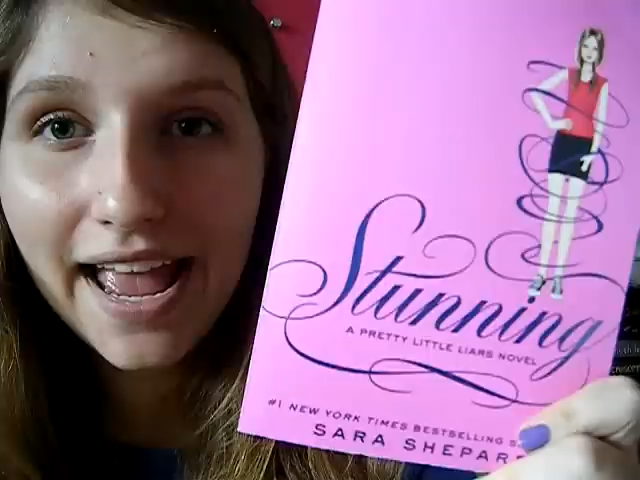 Stunning
A PRETTY LITTLE LIARS NOVEL
#1 NEW YORK TIMES BESTSELLING
SARA SHEPAR